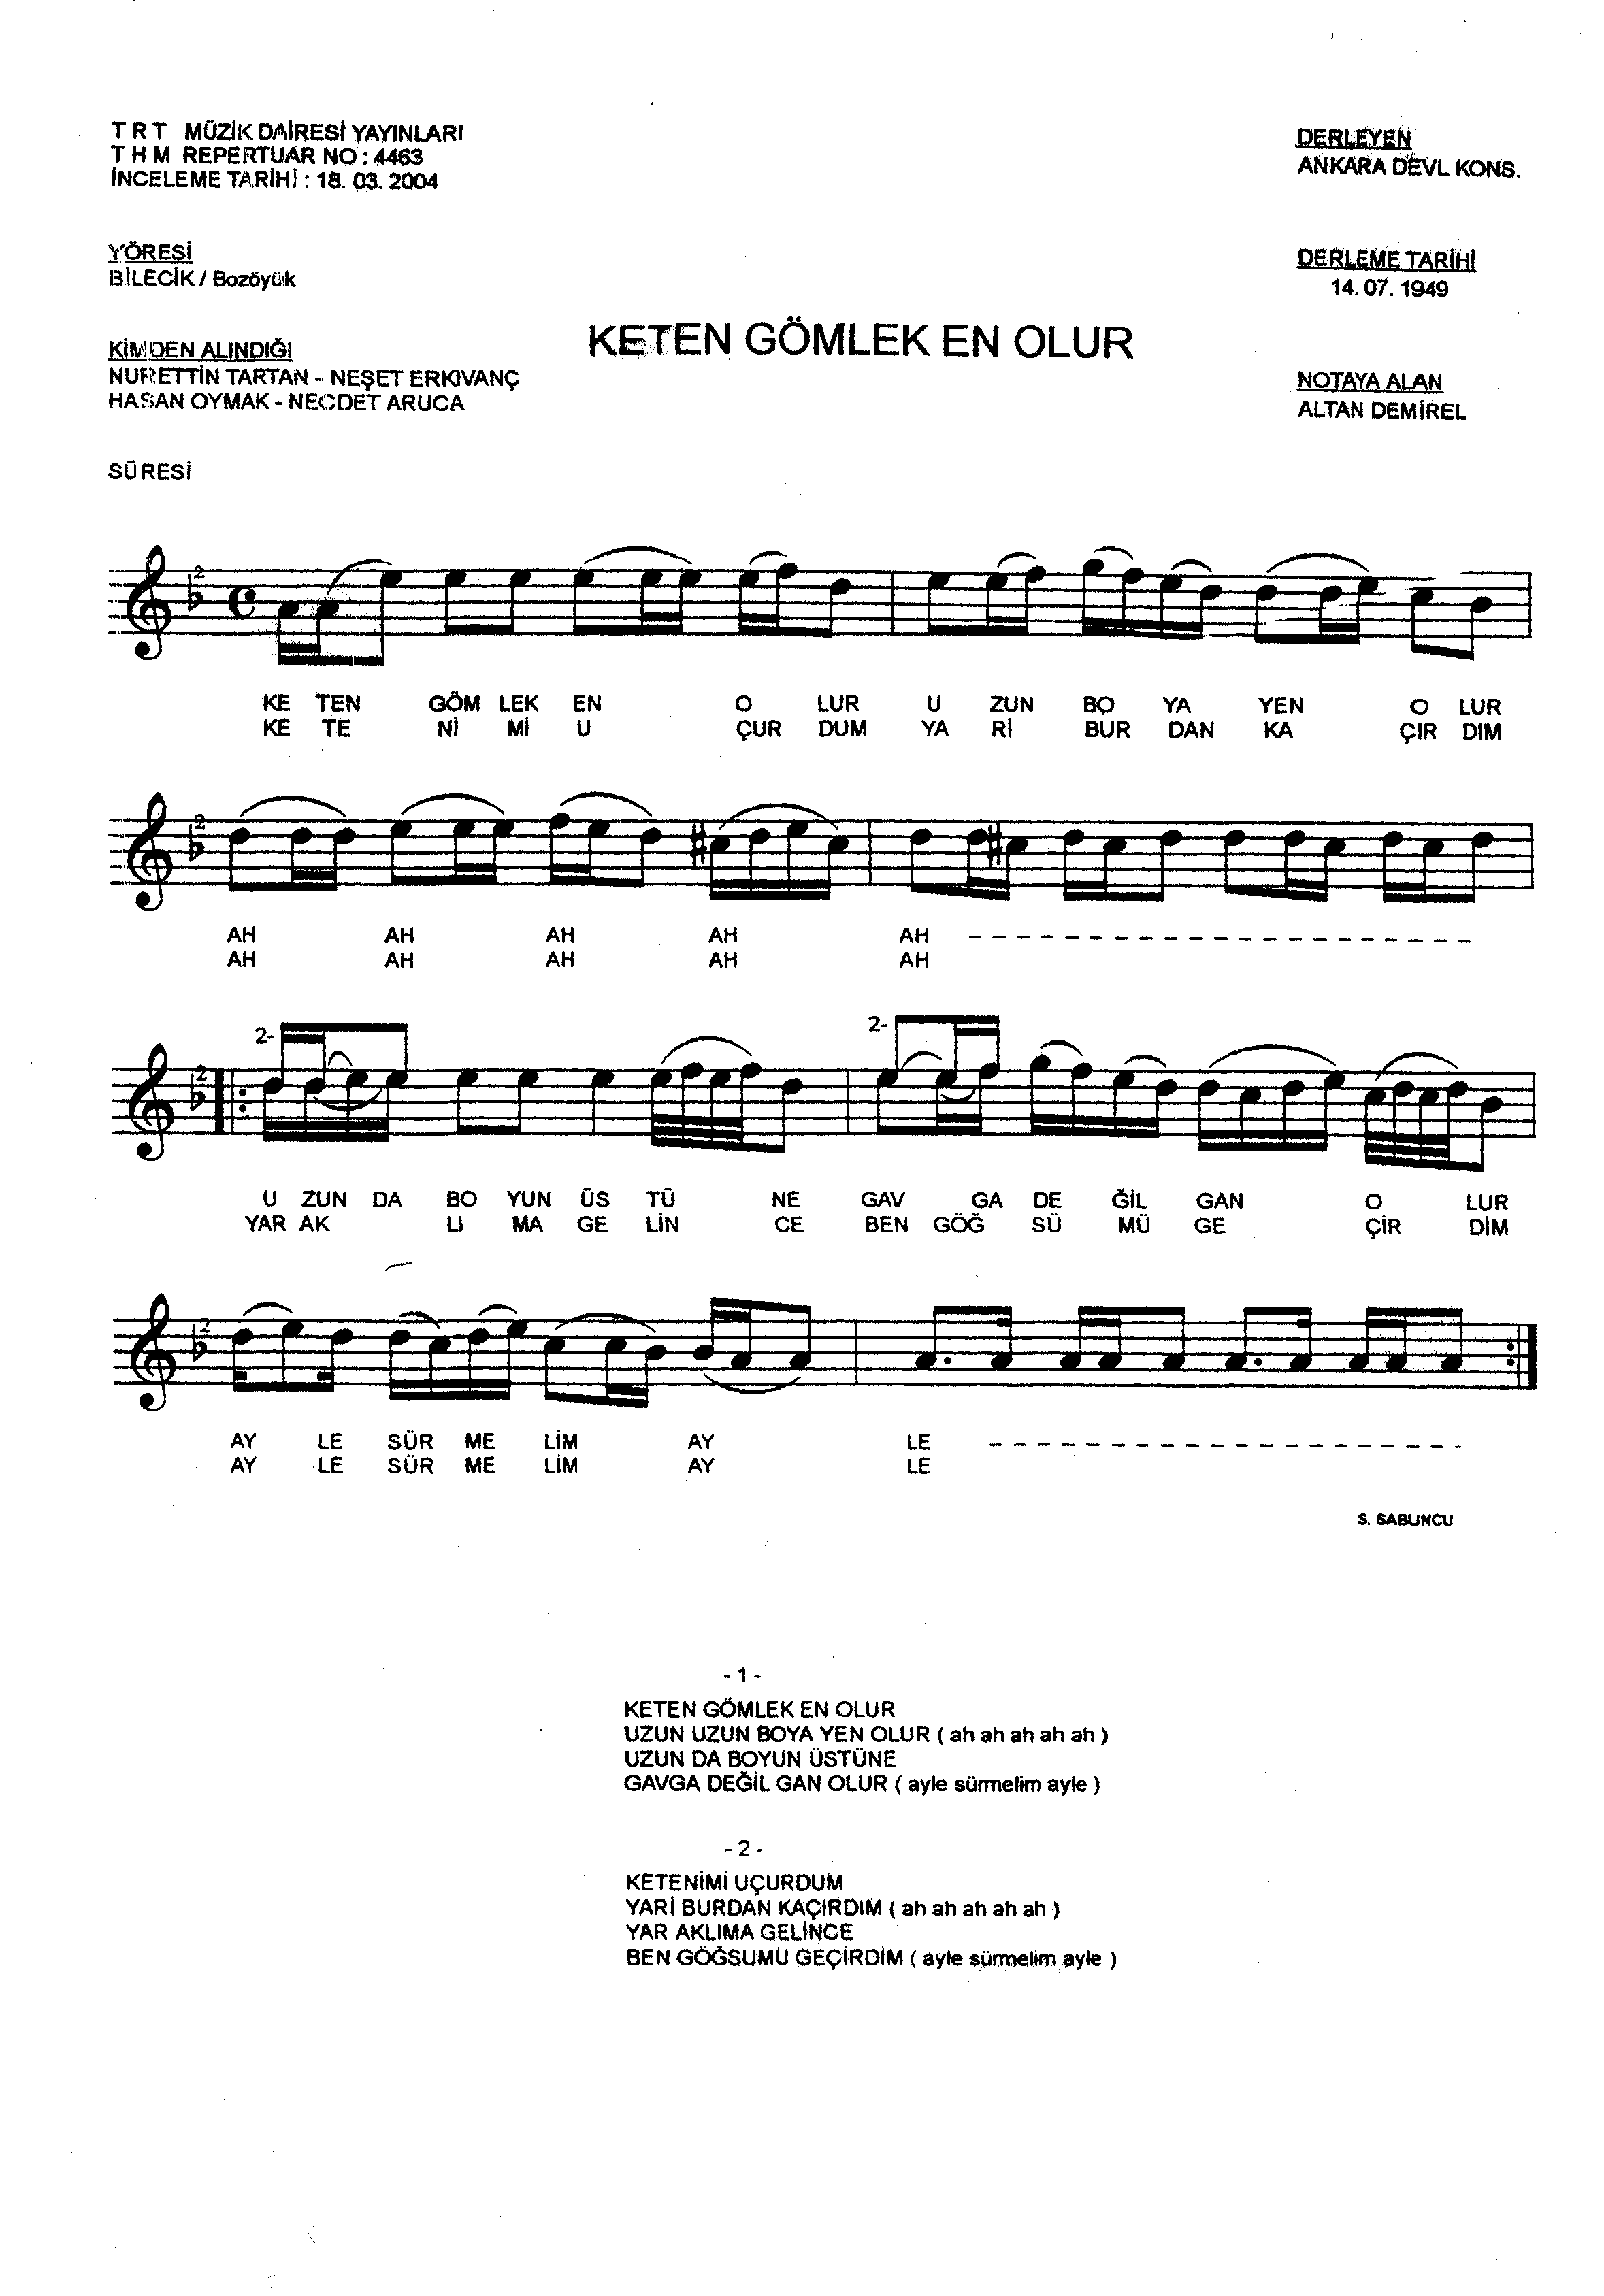 T R T MÜZİK DAİRESİ YAYINLARI
T H M REPERTUAR NO : 4463
İNCELEME TARİHİ : 18. 03. 2004
DERLEYEN
ANKARA DEVL KONS.
YÖRESİ
BİLECİK / Bozöyük
DERLEME TARİHİ
14. 07. 1949
KETEN GÖMLEK EN OLUR
KİMDEN ALINDIĞI
NURETTİN TARTAN - NEŞET ERKIVANÇ
HASAN OYMAK - NECDET ARUCA
NOTAYA ALAN
ALTAN DEMİREL
SÜRESİ
KE TEN GÖM LEK EN O LUR U ZUN BO YA YEN O LUR
KE TE Nİ Mİ U ÇUR DUM YA Rİ BUR DAN KA ÇIR DIM
AH AH AH AH AH
AH AH AH AH AH
2- 2-
U ZUN DA BO YUN ÜS TÜ NE GAV GA DE ĞİL GAN O LUR
YAR AK LI MA GE LİN CE BEN GÖĞ SÜ MÜ GE ÇİR DİM
AY LE SÜR ME LİM AY LE
AY LE SÜR ME LİM AY LE
S. SABUNCU
- 1 -
KETEN GÖMLEK EN OLUR
UZUN UZUN BOYA YEN OLUR ( ah ah ah ah ah )
UZUN DA BOYUN ÜSTÜNE
GAVGA DEĞİL GAN OLUR ( ayle sürmelim ayle )
- 2 -
KETENİMİ UÇURDUM
YARİ BURDAN KAÇIRDIM ( ah ah ah ah ah )
YAR AKLIMA GELİNCE
BEN GÖĞSUMU GEÇİRDİM ( ayle sürmelim ayle )